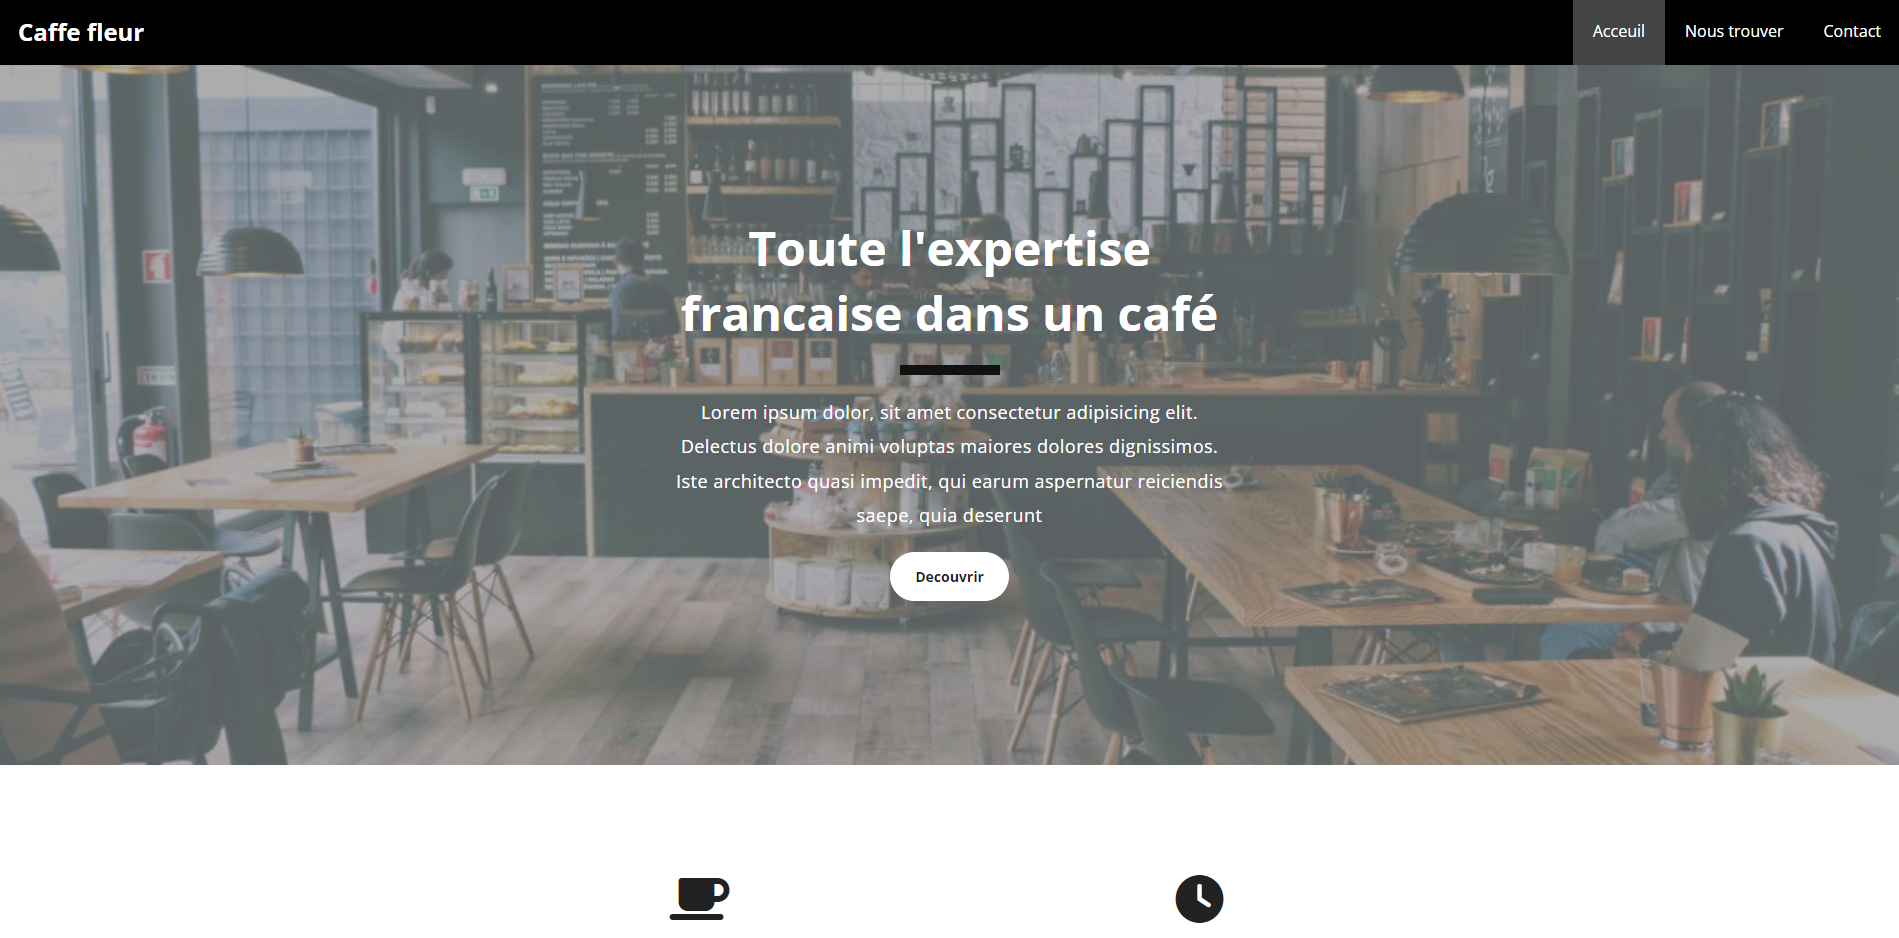 Caffe fleur
Acceuil
Nous trouver
Contact
Toute l'expertise
francaise dans un café
Lorem ipsum dolor, sit amet consectetur adipisicing elit.
Delectus dolore animi voluptas maiores dolores dignissimos.
Iste architecto quasi impedit, qui earum aspernatur reiciendis
saepe, quia deserunt
Decouvrir